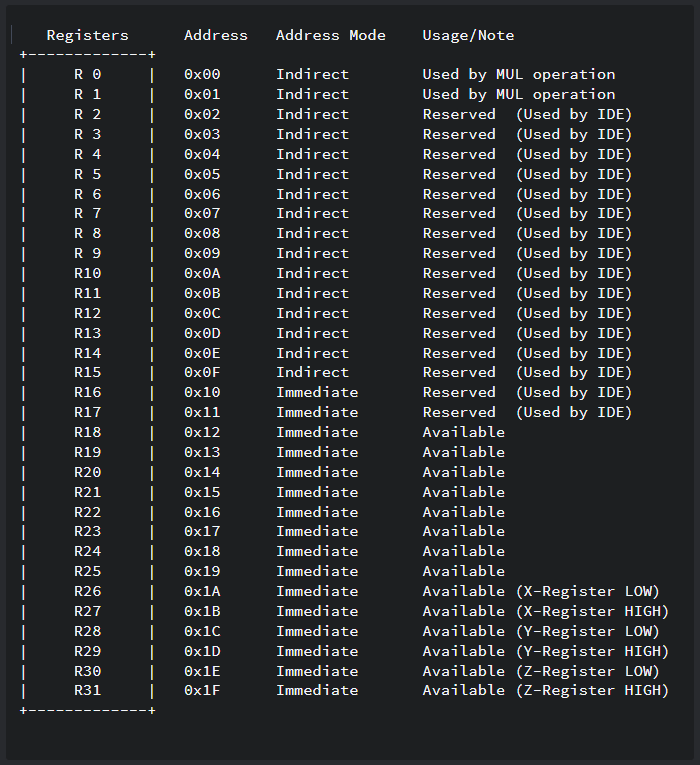 Registers      Address   Address Mode    Usage/Note
+-------------+
|     R 0     |   0x00      Indirect        Used by MUL operation
|     R 1     |   0x01      Indirect        Used by MUL operation
|     R 2     |   0x02      Indirect        Reserved  (Used by IDE)
|     R 3     |   0x03      Indirect        Reserved  (Used by IDE)
|     R 4     |   0x04      Indirect        Reserved  (Used by IDE)
|     R 5     |   0x05      Indirect        Reserved  (Used by IDE)
|     R 6     |   0x06      Indirect        Reserved  (Used by IDE)
|     R 7     |   0x07      Indirect        Reserved  (Used by IDE)
|     R 8     |   0x08      Indirect        Reserved  (Used by IDE)
|     R 9     |   0x09      Indirect        Reserved  (Used by IDE)
|     R10     |   0x0A      Indirect        Reserved  (Used by IDE)
|     R11     |   0x0B      Indirect        Reserved  (Used by IDE)
|     R12     |   0x0C      Indirect        Reserved  (Used by IDE)
|     R13     |   0x0D      Indirect        Reserved  (Used by IDE)
|     R14     |   0x0E      Indirect        Reserved  (Used by IDE)
|     R15     |   0x0F      Indirect        Reserved  (Used by IDE)
|     R16     |   0x10      Immediate       Reserved  (Used by IDE)
|     R17     |   0x11      Immediate       Reserved  (Used by IDE)
|     R18     |   0x12      Immediate       Available
|     R19     |   0x13      Immediate       Available
|     R20     |   0x14      Immediate       Available
|     R21     |   0x15      Immediate       Available
|     R22     |   0x16      Immediate       Available
|     R23     |   0x17      Immediate       Available
|     R24     |   0x18      Immediate       Available
|     R25     |   0x19      Immediate       Available
|     R26     |   0x1A      Immediate       Available (X-Register LOW)
|     R27     |   0x1B      Immediate       Available (X-Register HIGH)
|     R28     |   0x1C      Immediate       Available (Y-Register LOW)
|     R29     |   0x1D      Immediate       Available (Y-Register HIGH)
|     R30     |   0x1E      Immediate       Available (Z-Register LOW)
|     R31     |   0x1F      Immediate       Available (Z-Register HIGH)
+-------------+